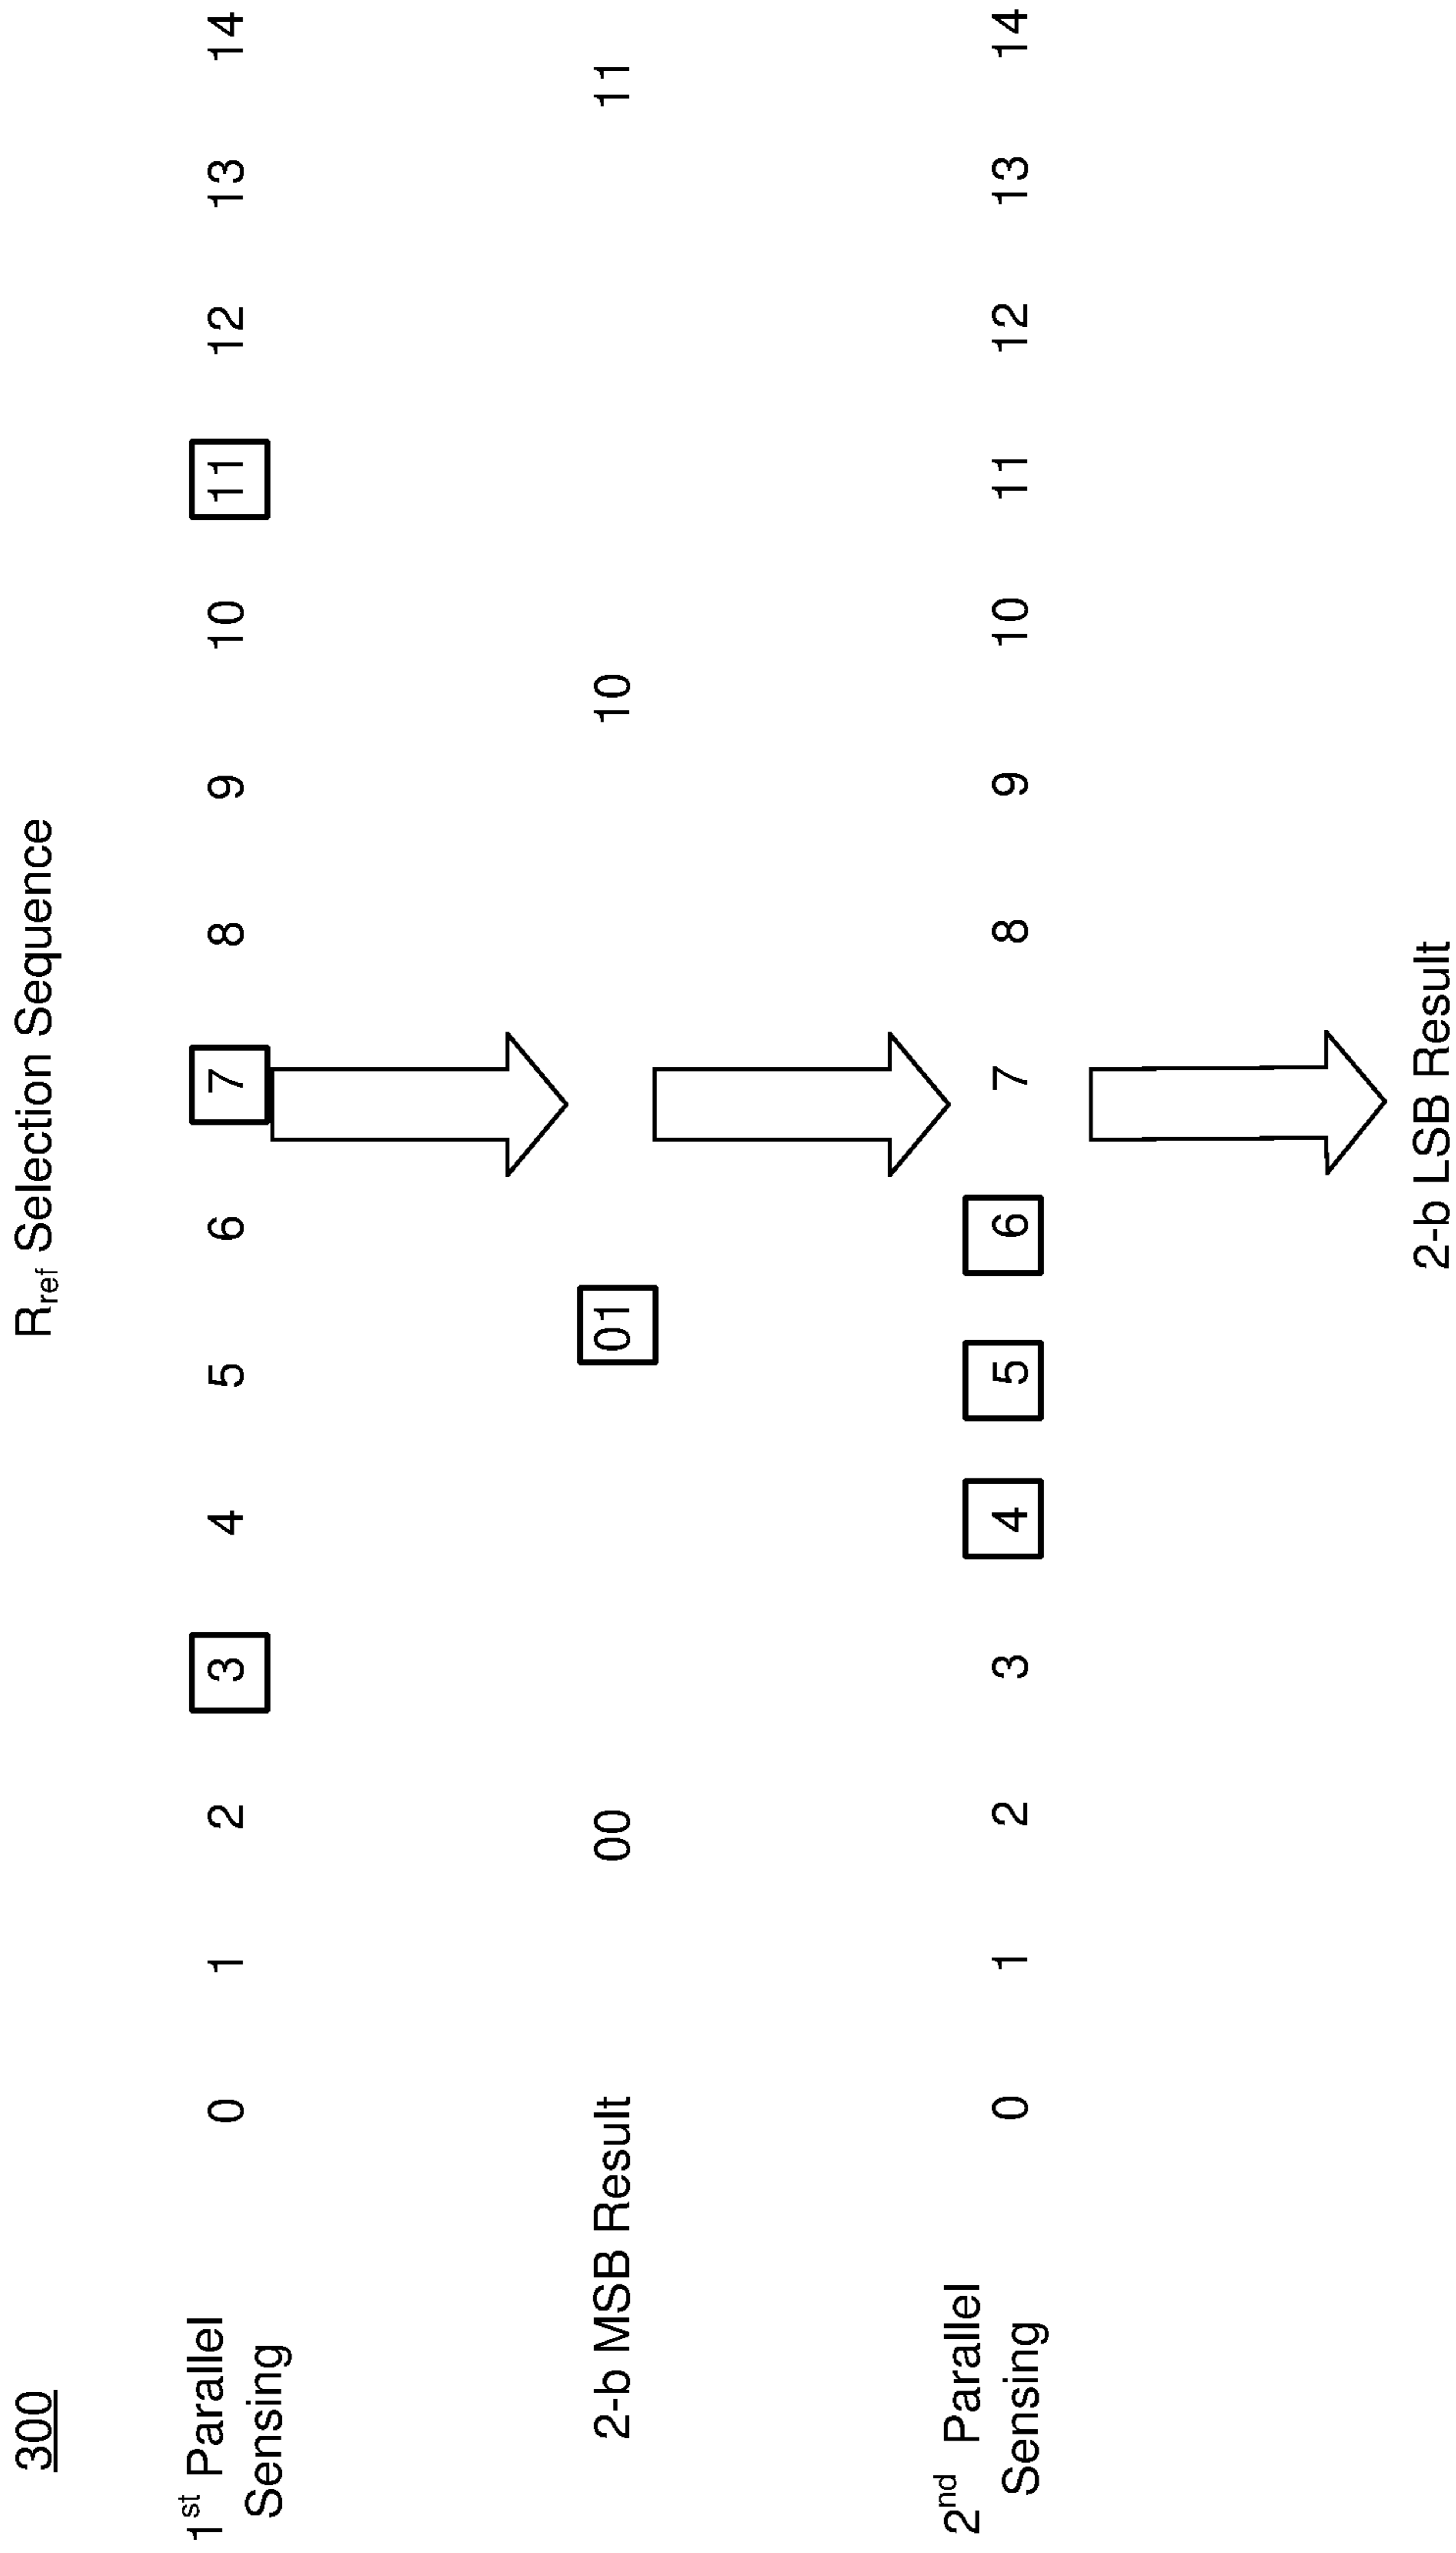 300
R_ref Selection Sequence
1st Parallel Sensing 0 1 2 3 4 5 6 7 8 9 10 11 12 13 14
2-b MSB Result 00 01 10 11
2nd Parallel Sensing 0 1 2 3 4 5 6 7 8 9 10 11 12 13 14
2-b LSB Result